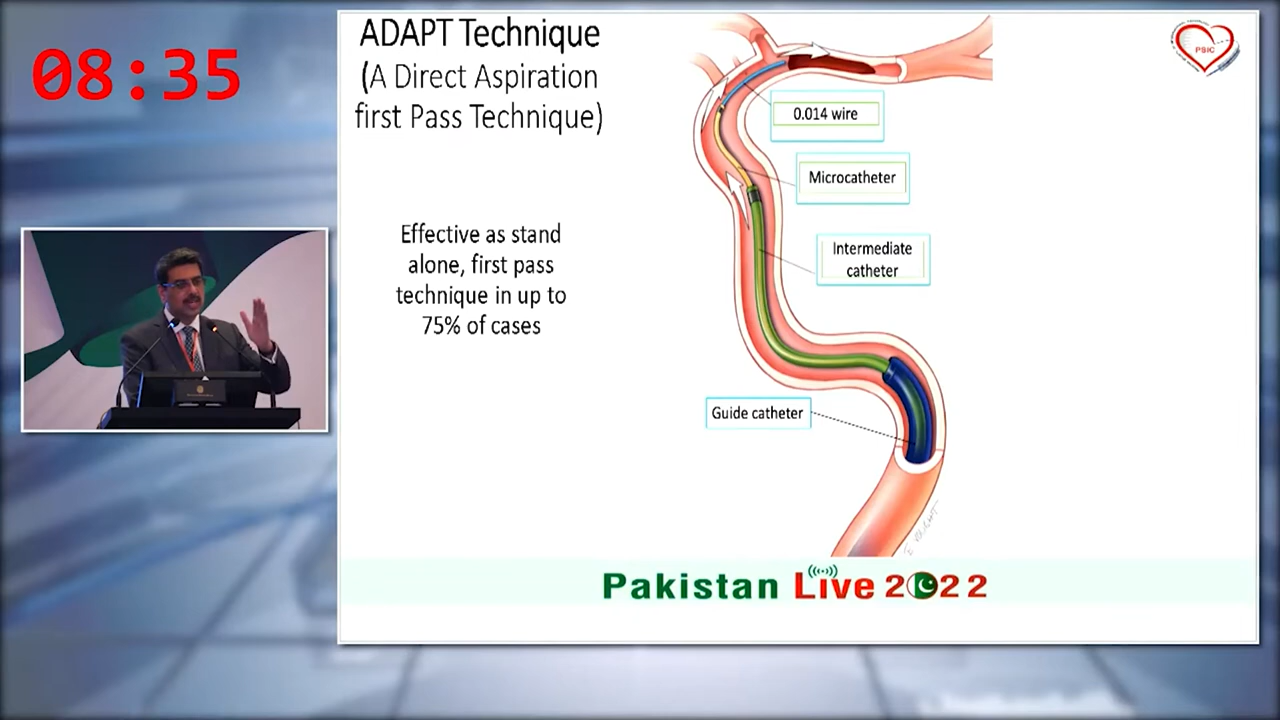 08:35
ADAPT Technique
(A Direct Aspiration
first Pass Technique)
Effective as stand
alone, first pass
technique in up to
75% of cases
0.014 wire
Microcatheter
Intermediate
catheter
Guide catheter
PSIC
Pakistan Live 2022